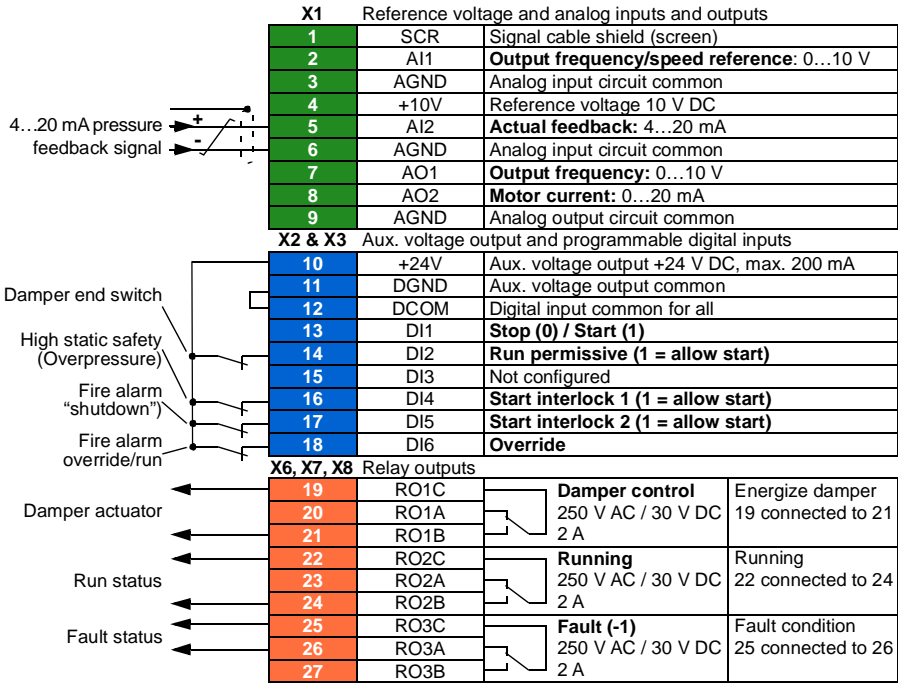 X1 Reference voltage and analog inputs and outputs
1 SCR Signal cable shield (screen)
2 AI1 Output frequency/speed reference: 0…10 V
3 AGND Analog input circuit common
4 +10V Reference voltage 10 V DC
4…20 mA pressure + 5 AI2 Actual feedback: 4…20 mA
feedback signal - 6 AGND Analog input circuit common
7 AO1 Output frequency: 0…10 V
8 AO2 Motor current: 0…20 mA
9 AGND Analog output circuit common
X2 & X3 Aux. voltage output and programmable digital inputs
10 +24V Aux. voltage output +24 V DC, max. 200 mA
11 DGND Aux. voltage output common
Damper end switch
12 DCOM Digital input common for all
13 DI1 Stop (0) / Start (1)
High static safety
(Overpressure)
14 DI2 Run permissive (1 = allow start)
15 DI3 Not configured
Fire alarm
16 DI4 Start interlock 1 (1 = allow start)
“shutdown”)
17 DI5 Start interlock 2 (1 = allow start)
Fire alarm
override/run
18 DI6 Override
X6, X7, X8 Relay outputs
19 RO1C Damper control Energize damper
Damper actuator 20 RO1A 250 V AC / 30 V DC 19 connected to 21
21 RO1B 2 A
22 RO2C Running Running
Run status 23 RO2A 250 V AC / 30 V DC 22 connected to 24
24 RO2B 2 A
25 RO3C Fault (-1) Fault condition
Fault status
26 RO3A 250 V AC / 30 V DC 25 connected to 26
27 RO3B 2 A